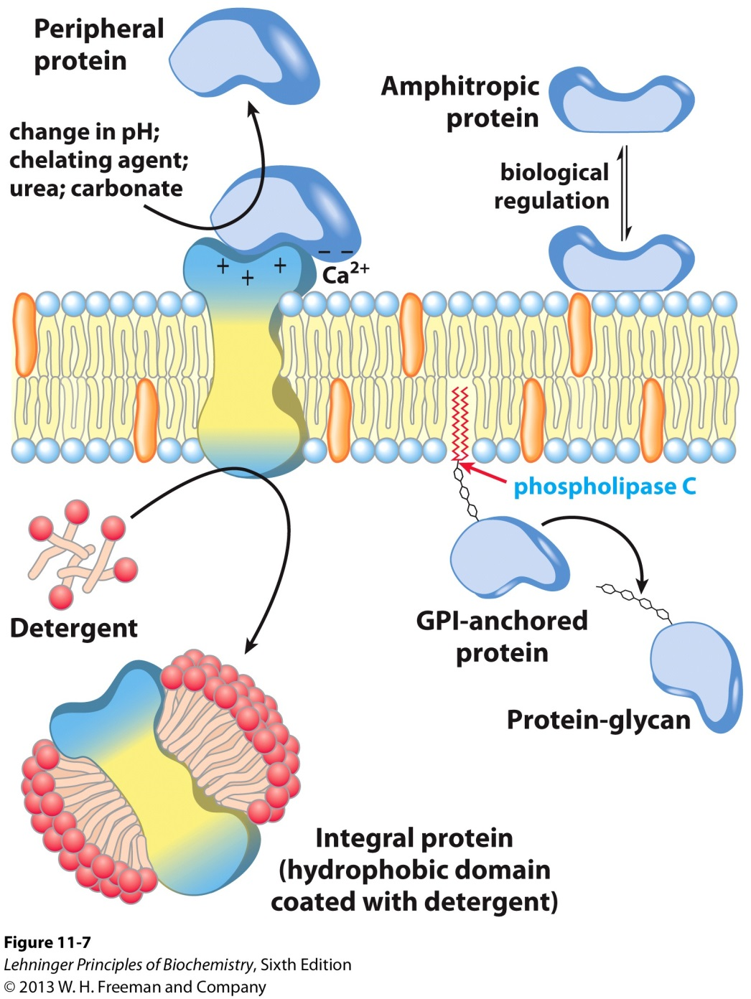 Peripheral
protein
change in pH;
chelating agent;
urea; carbonate
Amphitropic
protein
biological
regulation
+ + +
– –
Ca²⁺
phospholipase C
Detergent
GPI-anchored
protein
Protein-glycan
Integral protein
(hydrophobic domain
coated with detergent)
Figure 11-7
Lehninger Principles of Biochemistry, Sixth Edition
© 2013 W. H. Freeman and Company